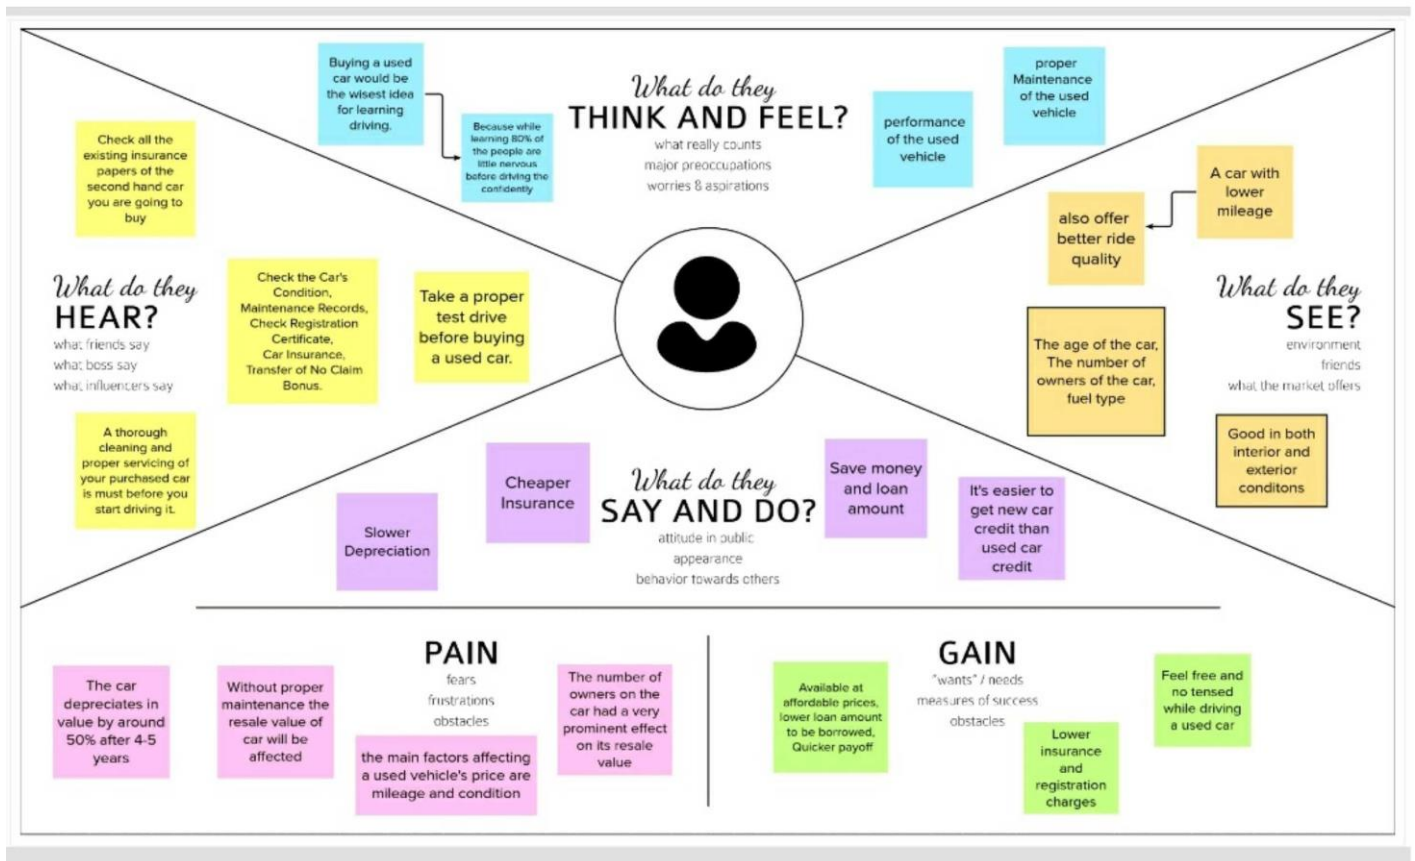 Buying a used
car would be
the wisest idea
for learning
driving.
Because while
learning 80% of
the people are
little nervous
before driving the
confidently
What do they
THINK AND FEEL?
what really counts
major preoccupations
worries & aspirations
performance
of the used
vehicle
proper
Maintenance
of the used
vehicle
Check all the
existing insurance
papers of the
second hand car
you are going to
buy
What do they
HEAR?
what friends say
what boss say
what influencers say
Check the Car's
Condition,
Maintenance Records,
Check Registration
Certificate,
Car Insurance,
Transfer of No Claim
Bonus.
Take a proper
test drive
before buying
a used car.
A thorough
cleaning and
proper servicing of
your purchased car
is must before you
start driving it.
A car with
lower
mileage
also offer
better ride
quality
What do they
SEE?
environment
friends
what the market offers
The age of the car,
The number of
owners of the car,
fuel type
Good in both
interior and
exterior
conditons
Slower
Depreciation
Cheaper
Insurance
What do they
SAY AND DO?
attitude in public
appearance
behavior towards others
Save money
and loan
amount
It's easier to
get new car
credit than
used car
credit
PAIN
fears
frustrations
obstacles
The car
depreciates in
value by around
50% after 4-5
years
Without proper
maintenance the
resale value of
car will be
affected
the main factors affecting
a used vehicle's price are
mileage and condition
The number of
owners on the
car had a very
prominent effect
on its resale
value
GAIN
"wants" / needs
measures of success
obstacles
Available at
affordable prices,
lower loan amount
to be borrowed,
Quicker payoff
Lower
insurance
and
registration
charges
Feel free and
no tensed
while driving
a used car